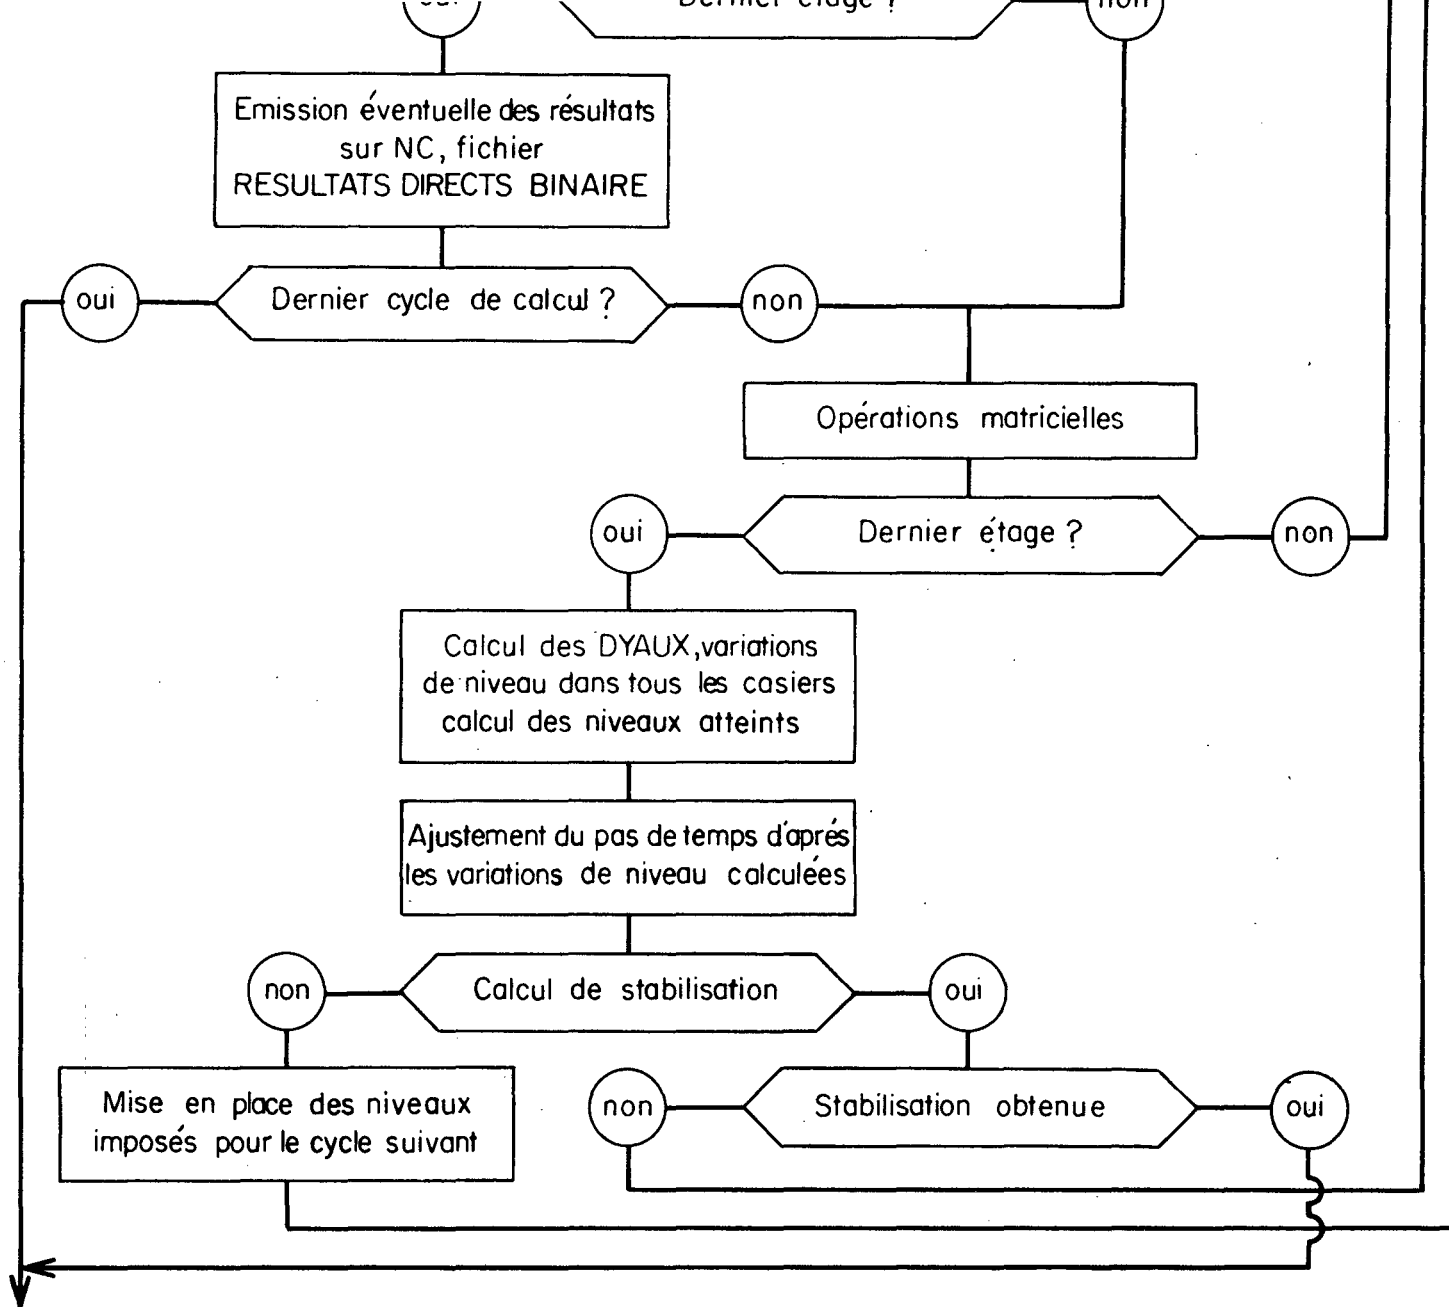 oui
Dernier étage ?
non
Emission éventuelle des résultats
sur NC, fichier
RESULTATS DIRECTS BINAIRE
oui
Dernier cycle de calcul ?
non
Opérations matricielles
oui
Dernier étage ?
non
Calcul des DYAUX, variations
de niveau dans tous les casiers
calcul des niveaux atteints
Ajustement du pas de temps d'aprés
les variations de niveau calculées
non
Calcul de stabilisation
oui
Mise en place des niveaux
imposés pour le cycle suivant
non
Stabilisation obtenue
oui